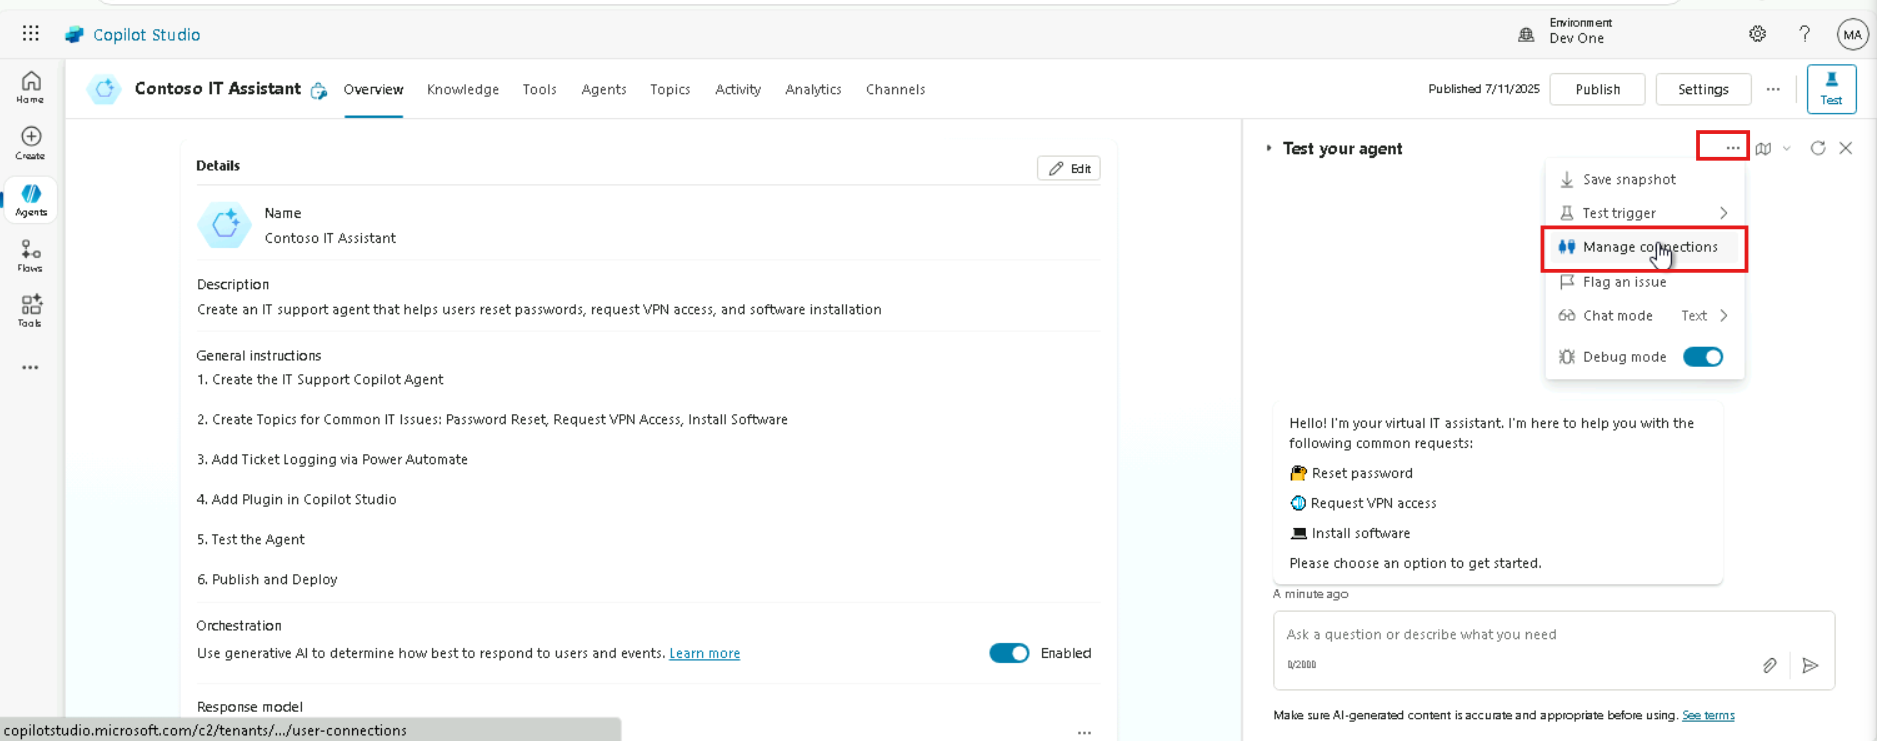 Copilot Studio
Environment
Dev One
MA
Home
Create
Agents
Flows
Tools
Contoso IT Assistant
Overview
Knowledge
Tools
Agents
Topics
Activity
Analytics
Channels
Published 7/11/2025
Publish
Settings
Test
Details
Edit
Name
Contoso IT Assistant
Description
Create an IT support agent that helps users reset passwords, request VPN access, and software installation
General instructions
1. Create the IT Support Copilot Agent
2. Create Topics for Common IT Issues: Password Reset, Request VPN Access, Install Software
3. Add Ticket Logging via Power Automate
4. Add Plugin in Copilot Studio
5. Test the Agent
6. Publish and Deploy
Orchestration
Use generative AI to determine how best to respond to users and events. Learn more
Enabled
Response model
copilotstudio.microsoft.com/c2/tenants/.../user-connections
Test your agent
Save snapshot
Test trigger
Manage connections
Flag an issue
Chat mode Text
Debug mode
Hello! I'm your virtual IT assistant. I'm here to help you with the
following common requests:
Reset password
Request VPN access
Install software
Please choose an option to get started.
A minute ago
Ask a question or describe what you need
0/2000
Make sure AI-generated content is accurate and appropriate before using. See terms